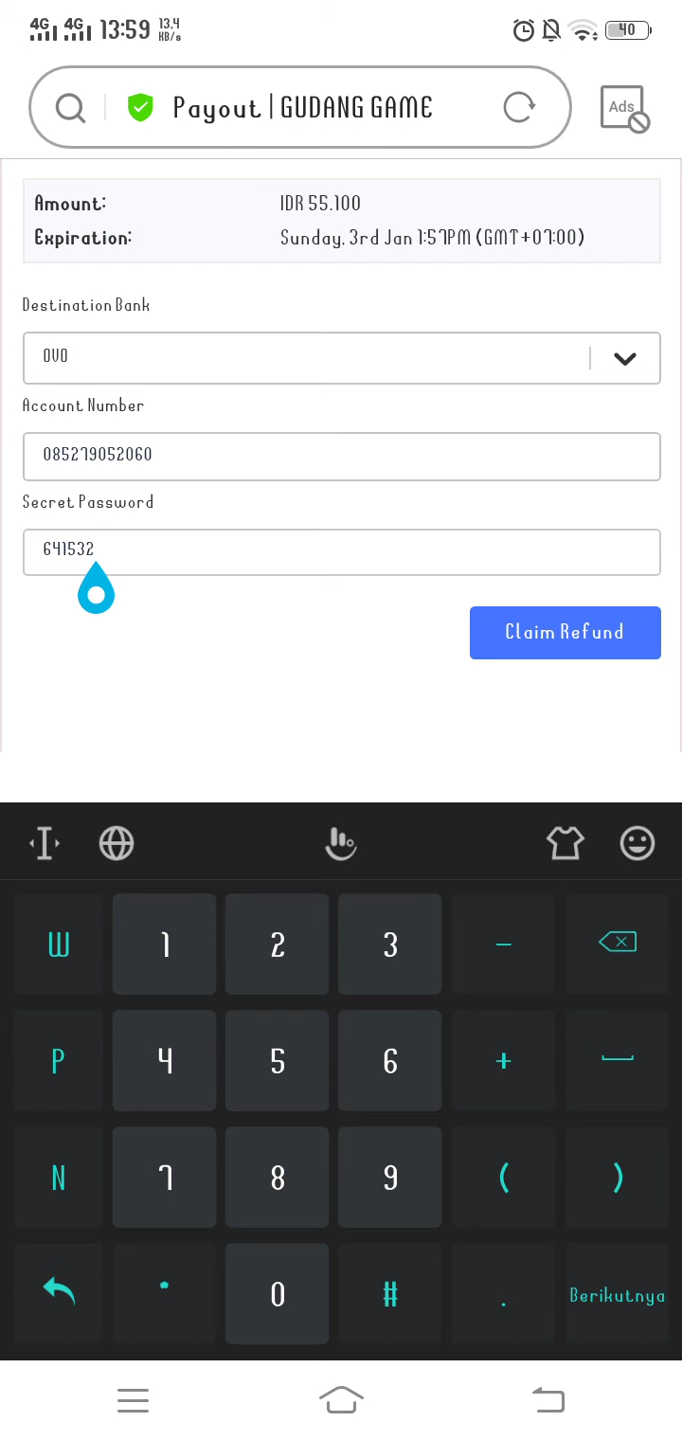 4G 4G 13:59 13,4 KB/s 40
Payout | GUDANG GAME
Ads
Amount: IDR 55.100
Expiration: Sunday, 3rd Jan 1:57PM (GMT+07:00)
Destination Bank
OVO
Account Number
085279052060
Secret Password
641532
Claim Refund
W 1 2 3 -
P 4 5 6 +
N 7 8 9 ( )
* 0 # . Berikutnya